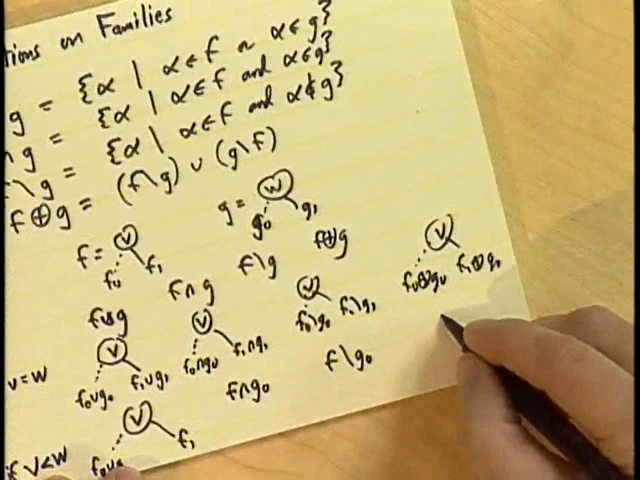 tions on Families
g = {α | α ∈ f or α ∈ g}
∩ g = {α | α ∈ f and α ∈ g}
f \ g = {α | α ∈ f and α ∉ g}
f ⊕ g = (f \ g) ∪ (g \ f)
f = v f₀ f₁ g = w g₀ g₁
f ∪ g f ∩ g f \ g f ⊕ g
v = w v f₀ ∪ g₀ f₁ ∪ g₁ v f₀ ∩ g₀ f₁ ∩ g₁ v f₀ \ g₀ f₁ \ g₁ v f₀ ⊕ g₀ f₁ ⊕ g₁
if v < w v f₀ ∪ g f₁ f ∩ g₀ f \ g₀